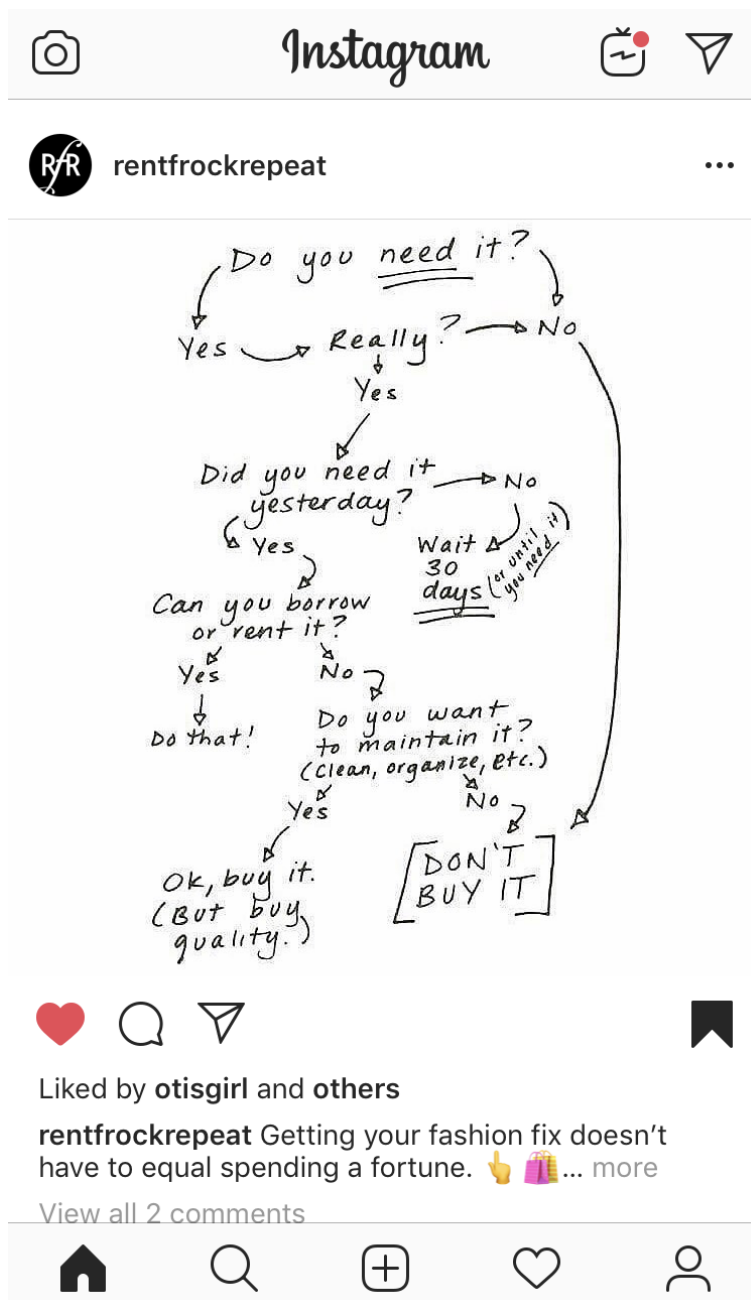 Instagram
RfR
rentfrockrepeat
Do you need it?
Yes
Really?
No
Yes
Did you need it
yesterday?
No
Yes
Wait
30
days
(or until it
you need)
Can you borrow
or rent it?
Yes
No
Do that!
Do you want
to maintain it?
(clean, organize, etc.)
Yes
No
Ok, buy it.
(But buy
quality.)
[DON'T
BUY IT]
Liked by otisgirl and others
rentfrockrepeat Getting your fashion fix doesn't
have to equal spending a fortune. 👆 🛍️... more
View all 2 comments